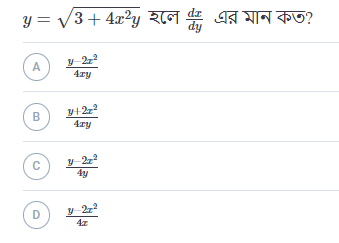 y = √(3 + 4x²y) হলে dx/dy এর মান কত?
A (y−2x²)/(4xy)
B (y+2x²)/(4xy)
C (y−2x²)/(4y)
D (y−2x²)/(4x)